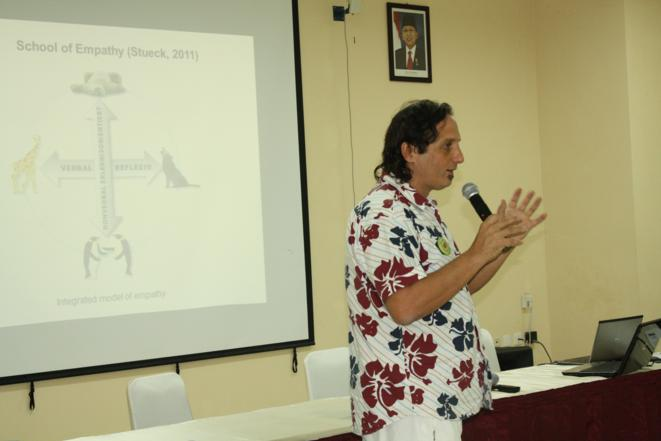 School of Empathy (Stueck, 2011)
VERBAL
REFLEXIV
Integrated model of empathy